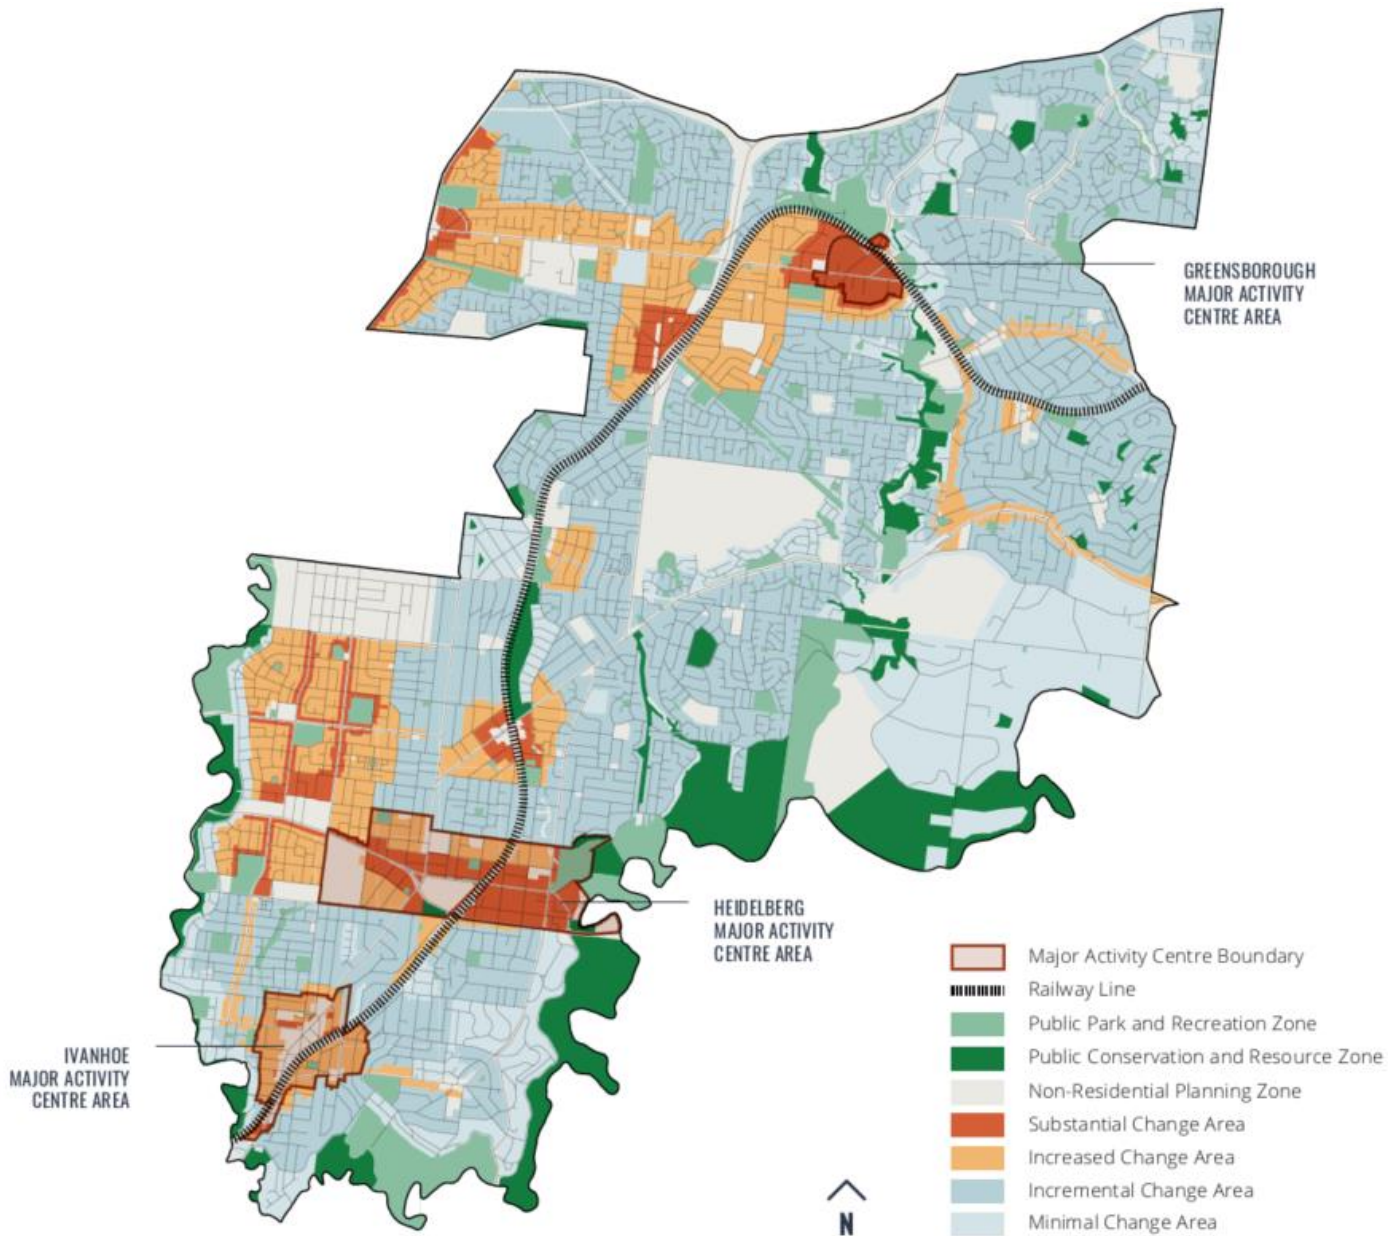 GREENSBOROUGH
MAJOR ACTIVITY
CENTRE AREA
HEIDELBERG
MAJOR ACTIVITY
CENTRE AREA
IVANHOE
MAJOR ACTIVITY
CENTRE AREA
Major Activity Centre Boundary
Railway Line
Public Park and Recreation Zone
Public Conservation and Resource Zone
Non-Residential Planning Zone
Substantial Change Area
Increased Change Area
Incremental Change Area
Minimal Change Area
N